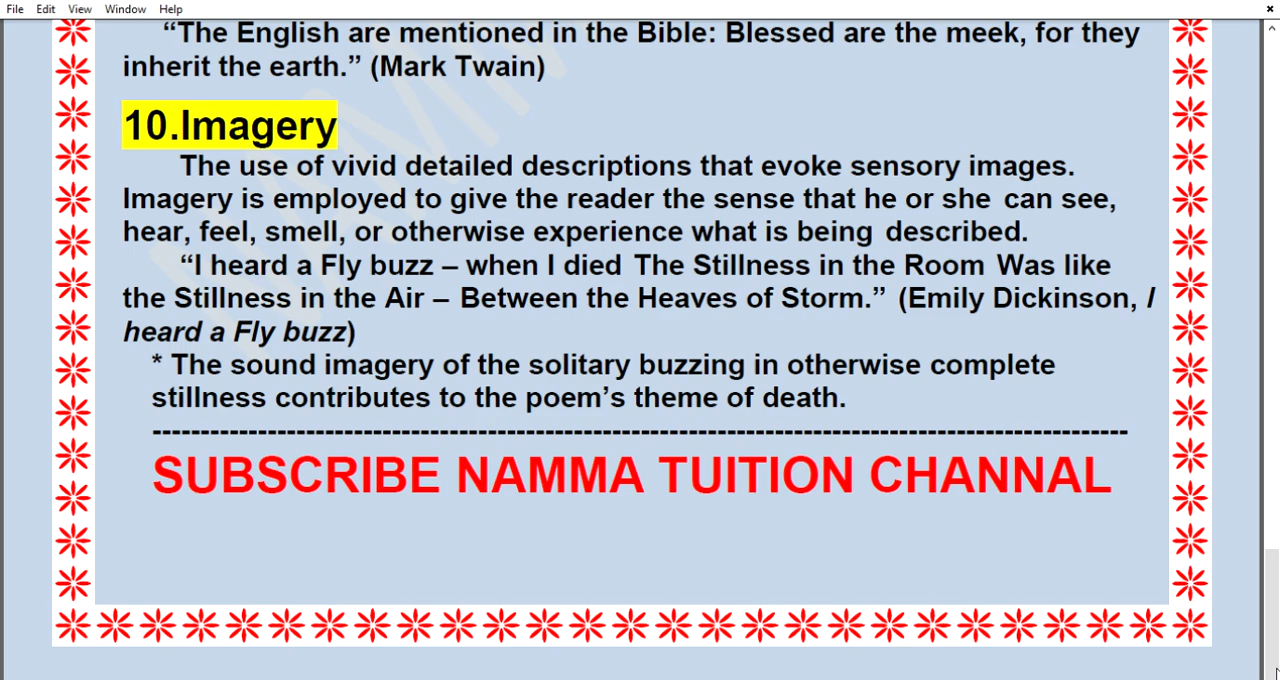 File Edit View Window Help
“The English are mentioned in the Bible: Blessed are the meek, for they
inherit the earth.” (Mark Twain)
10.Imagery
The use of vivid detailed descriptions that evoke sensory images.
Imagery is employed to give the reader the sense that he or she can see,
hear, feel, smell, or otherwise experience what is being described.
“I heard a Fly buzz – when I died The Stillness in the Room Was like
the Stillness in the Air – Between the Heaves of Storm.” (Emily Dickinson, I
heard a Fly buzz)
* The sound imagery of the solitary buzzing in otherwise complete
stillness contributes to the poem’s theme of death.
SUBSCRIBE NAMMA TUITION CHANNAL